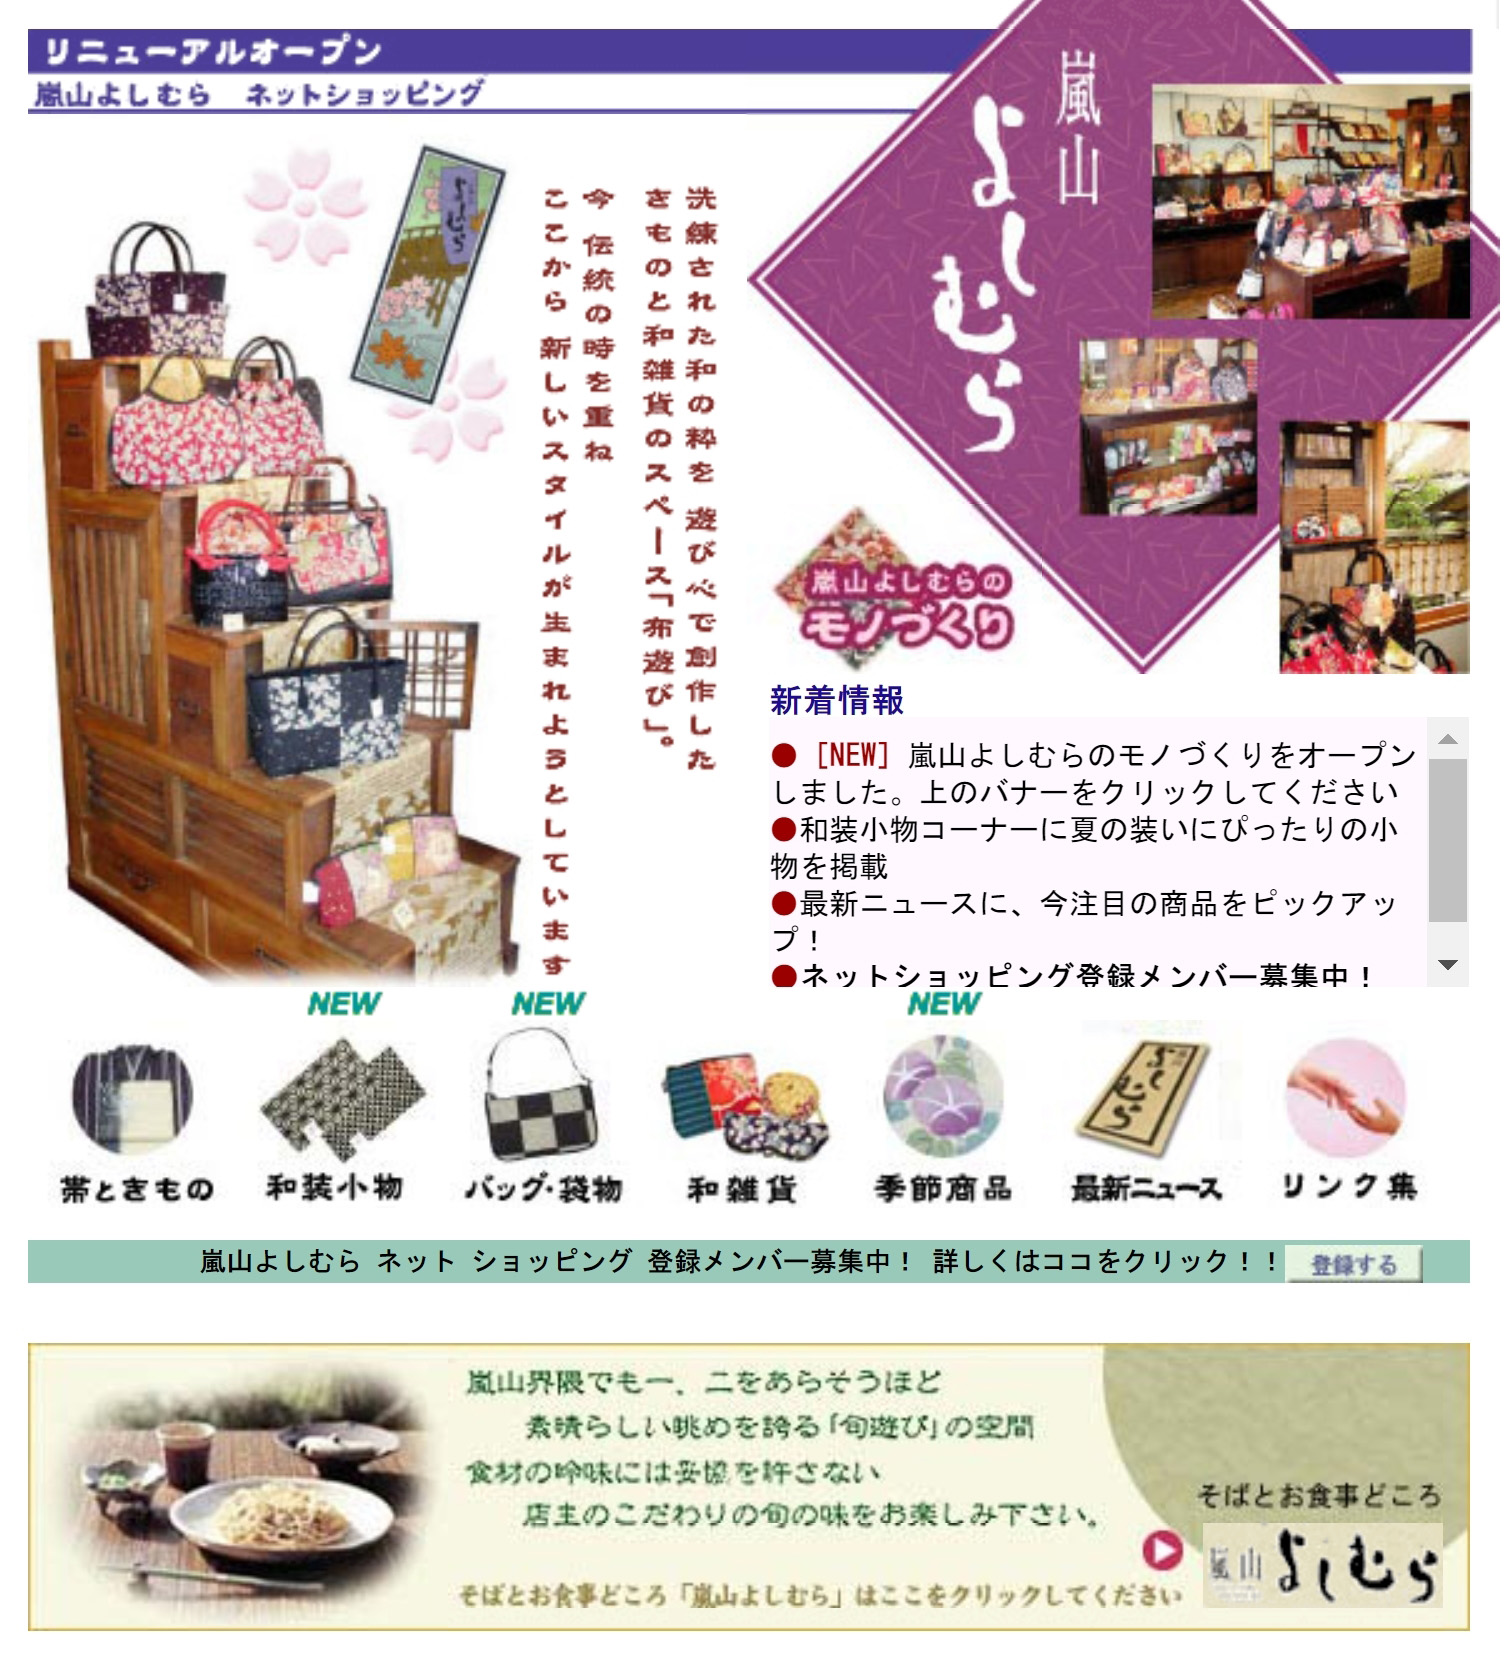 リニューアルオープン
嵐山よしむら　ネットショッピング
嵐山
よしむら
よしむら
洗練された和の粋を 遊び心で創作した
きものと和雑貨のスペース「布遊び」。
今 伝統の時を重ね
ここから 新しいスタイルが生まれようとしています
嵐山よしむらの
モノづくり
新着情報
●［NEW］嵐山よしむらのモノづくりをオープン
しました。上のバナーをクリックしてください
●和装小物コーナーに夏の装いにぴったりの小
物を掲載
●最新ニュースに、今注目の商品をピックアッ
プ！
●ネットショッピング登録メンバー募集中！
NEW
NEW
NEW
よしむら
帯ときもの
和装小物
バッグ・袋物
和雑貨
季節商品
最新ニュース
リンク集
嵐山よしむら ネット ショッピング 登録メンバー募集中！ 詳しくはココをクリック！！
登録する
嵐山界隈でも一、二をあらそうほど
素晴らしい眺めを誇る「旬遊び」の空間
食材の吟味には妥協を許さない
店主のこだわりの旬の味をお楽しみ下さい。
そばとお食事どころ
嵐山 よしむら
そばとお食事どころ「嵐山よしむら」はここをクリックしてください